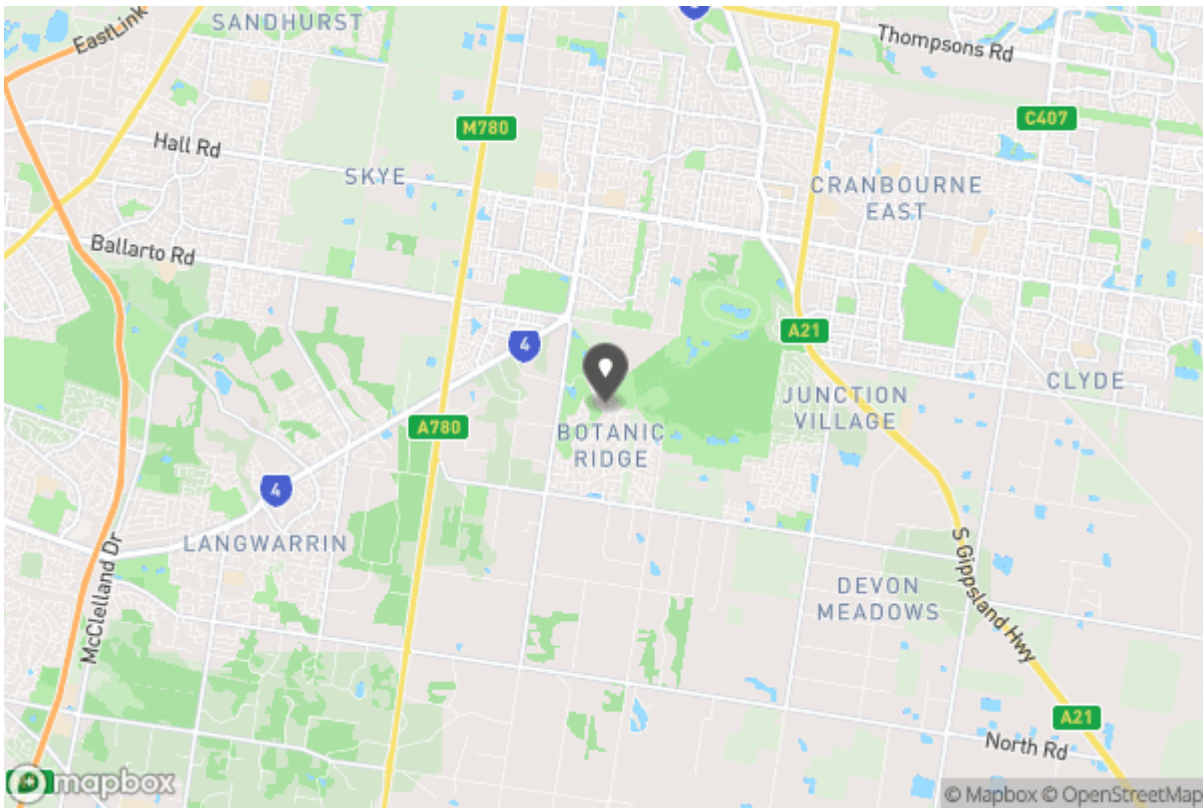 SANDHURST
EastLink
Thompsons Rd
C407
M780
Hall Rd
SKYE
CRANBOURNE
EAST
Ballarto Rd
A21
4
CLYDE
JUNCTION
VILLAGE
A780
BOTANIC
RIDGE
4
LANGWARRIN
S Gippsland Hwy
McClelland Dr
DEVON
MEADOWS
A21
North Rd
mapbox
© Mapbox © OpenStreetMap